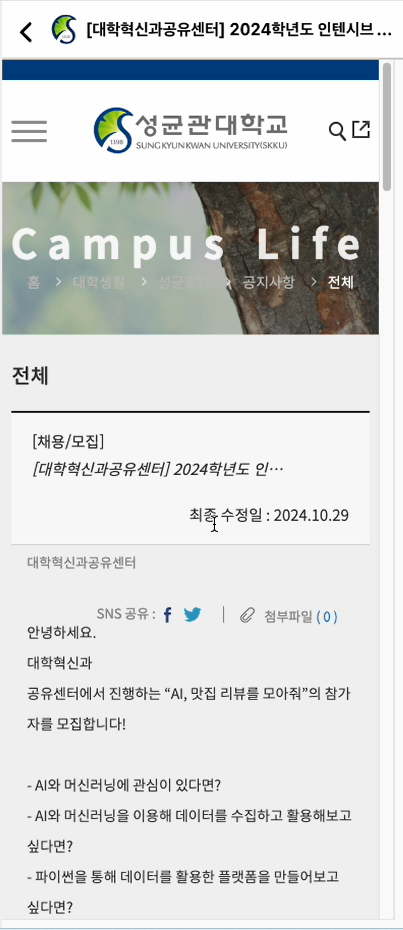 [대학혁신과공유센터] 2024학년도 인텐시브 ...
성균관대학교
1398
SUNGKYUNKWAN UNIVERSITY(SKKU)
Campus Life
홈 > 대학생활 > 성균 > 공지사항 > 전체
전체
[채용/모집]
[대학혁신과공유센터] 2024학년도 인…
최종 수정일 : 2024.10.29
대학혁신과공유센터
SNS 공유 : f | 첨부파일 ( 0 )
안녕하세요.
대학혁신과
공유센터에서 진행하는 “AI, 맛집 리뷰를 모아줘”의 참가
자를 모집합니다!
- AI와 머신러닝에 관심이 있다면?
- AI와 머신러닝을 이용해 데이터를 수집하고 활용해보고
싶다면?
- 파이썬을 통해 데이터를 활용한 플랫폼을 만들어보고
싶다면?